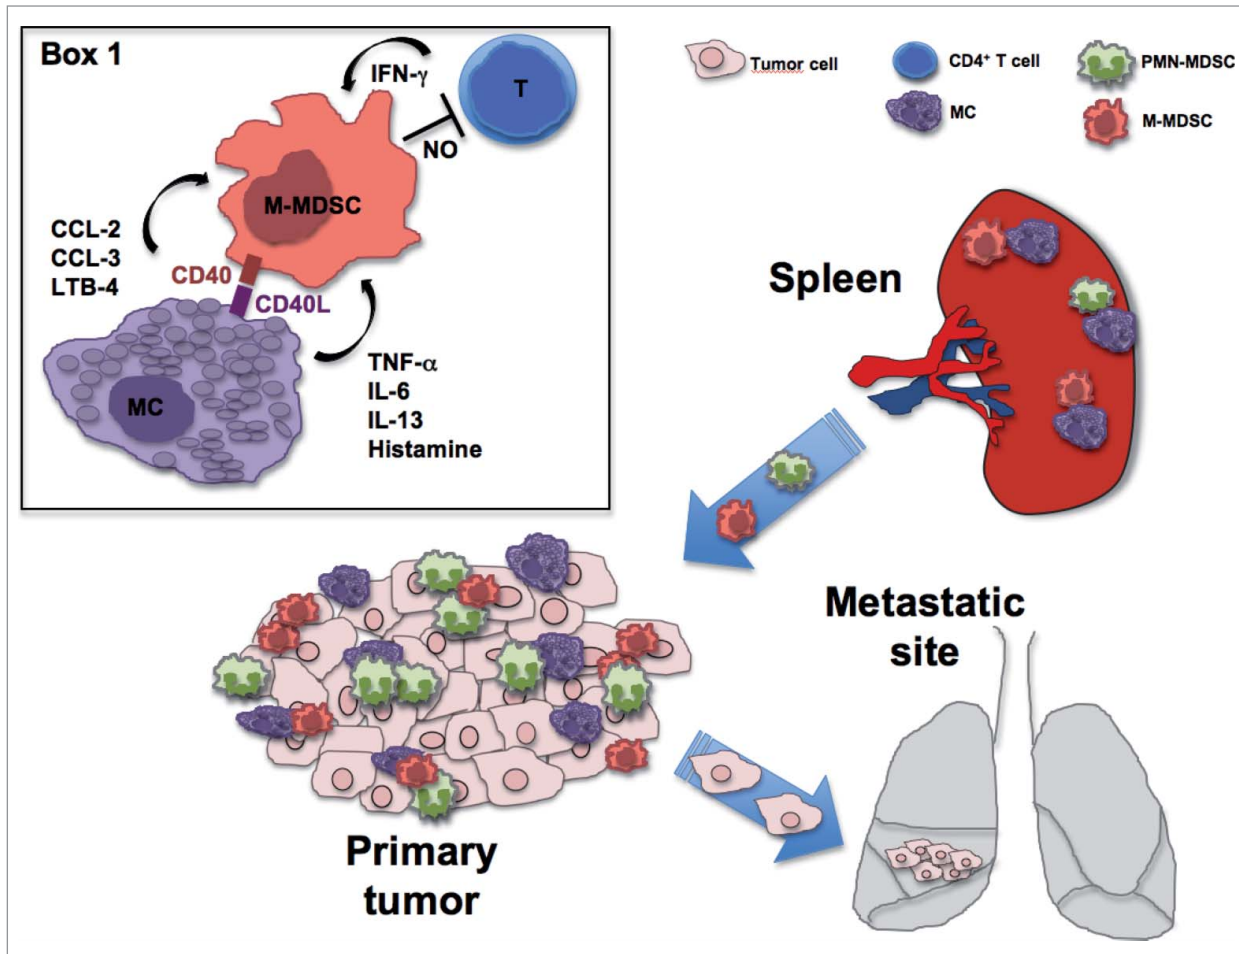 Box 1
IFN-γ
T
NO
M-MDSC
CCL-2
CCL-3
LTB-4
CD40
CD40L
TNF-α
IL-6
IL-13
Histamine
MC
Tumor cell
CD4⁺ T cell
PMN-MDSC
MC
M-MDSC
Spleen
Metastatic
site
Primary
tumor